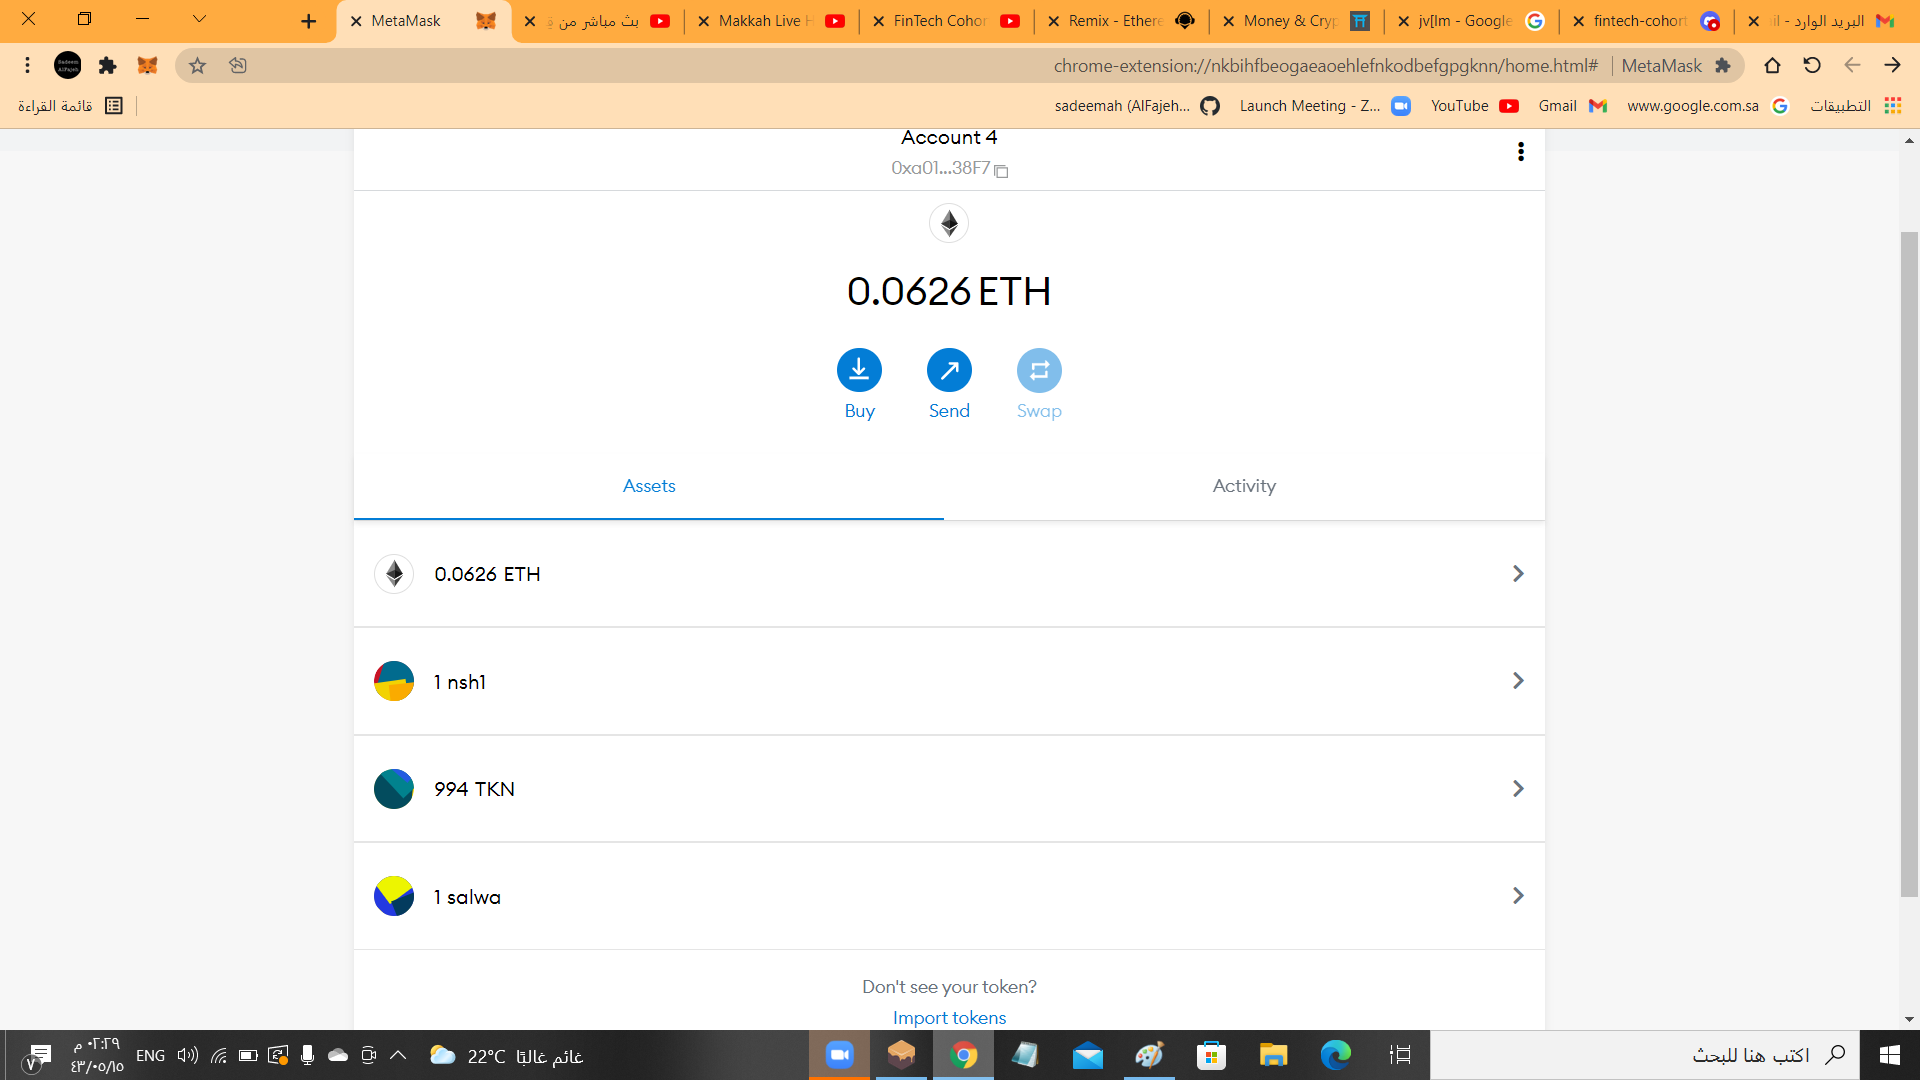 MetaMask
بث مباشر من ق
Makkah Live H
FinTech Cohor
Remix - Ethere
Money & Cryp
jv[lm - Google
fintech-cohort
البريد الوارد - il
chrome-extension://nkbihfbeogaeaoehlefnkodbefgpgknn/home.html# MetaMask
قائمة القراءة
sadeemah (AlFajeh...
Launch Meeting - Z...
YouTube
Gmail
www.google.com.sa
التطبيقات
Account 4
0xa01...38F7
0.0626 ETH
Buy
Send
Swap
Assets
Activity
0.0626 ETH
1 nsh1
994 TKN
1 salwa
Don't see your token?
Import tokens
٠٢:٢٩ م
٤٣/٠٥/١٥
٧
ENG
22°C غائم غالبًا
اكتب هنا للبحث